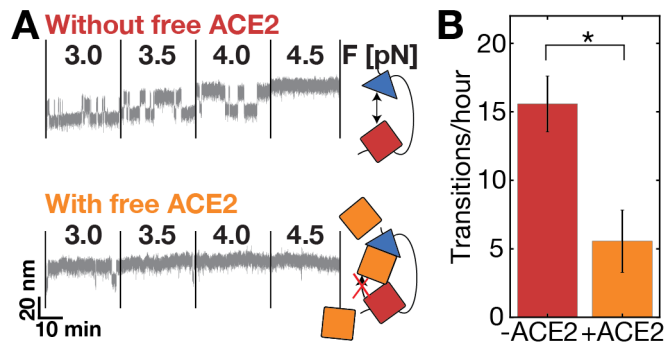 A
Without free ACE2
3.0 3.5 4.0 4.5 F [pN]
With free ACE2
3.0 3.5 4.0 4.5
20 nm
10 min
B
*
Transitions/hour
20
15
10
5
0
-ACE2 +ACE2